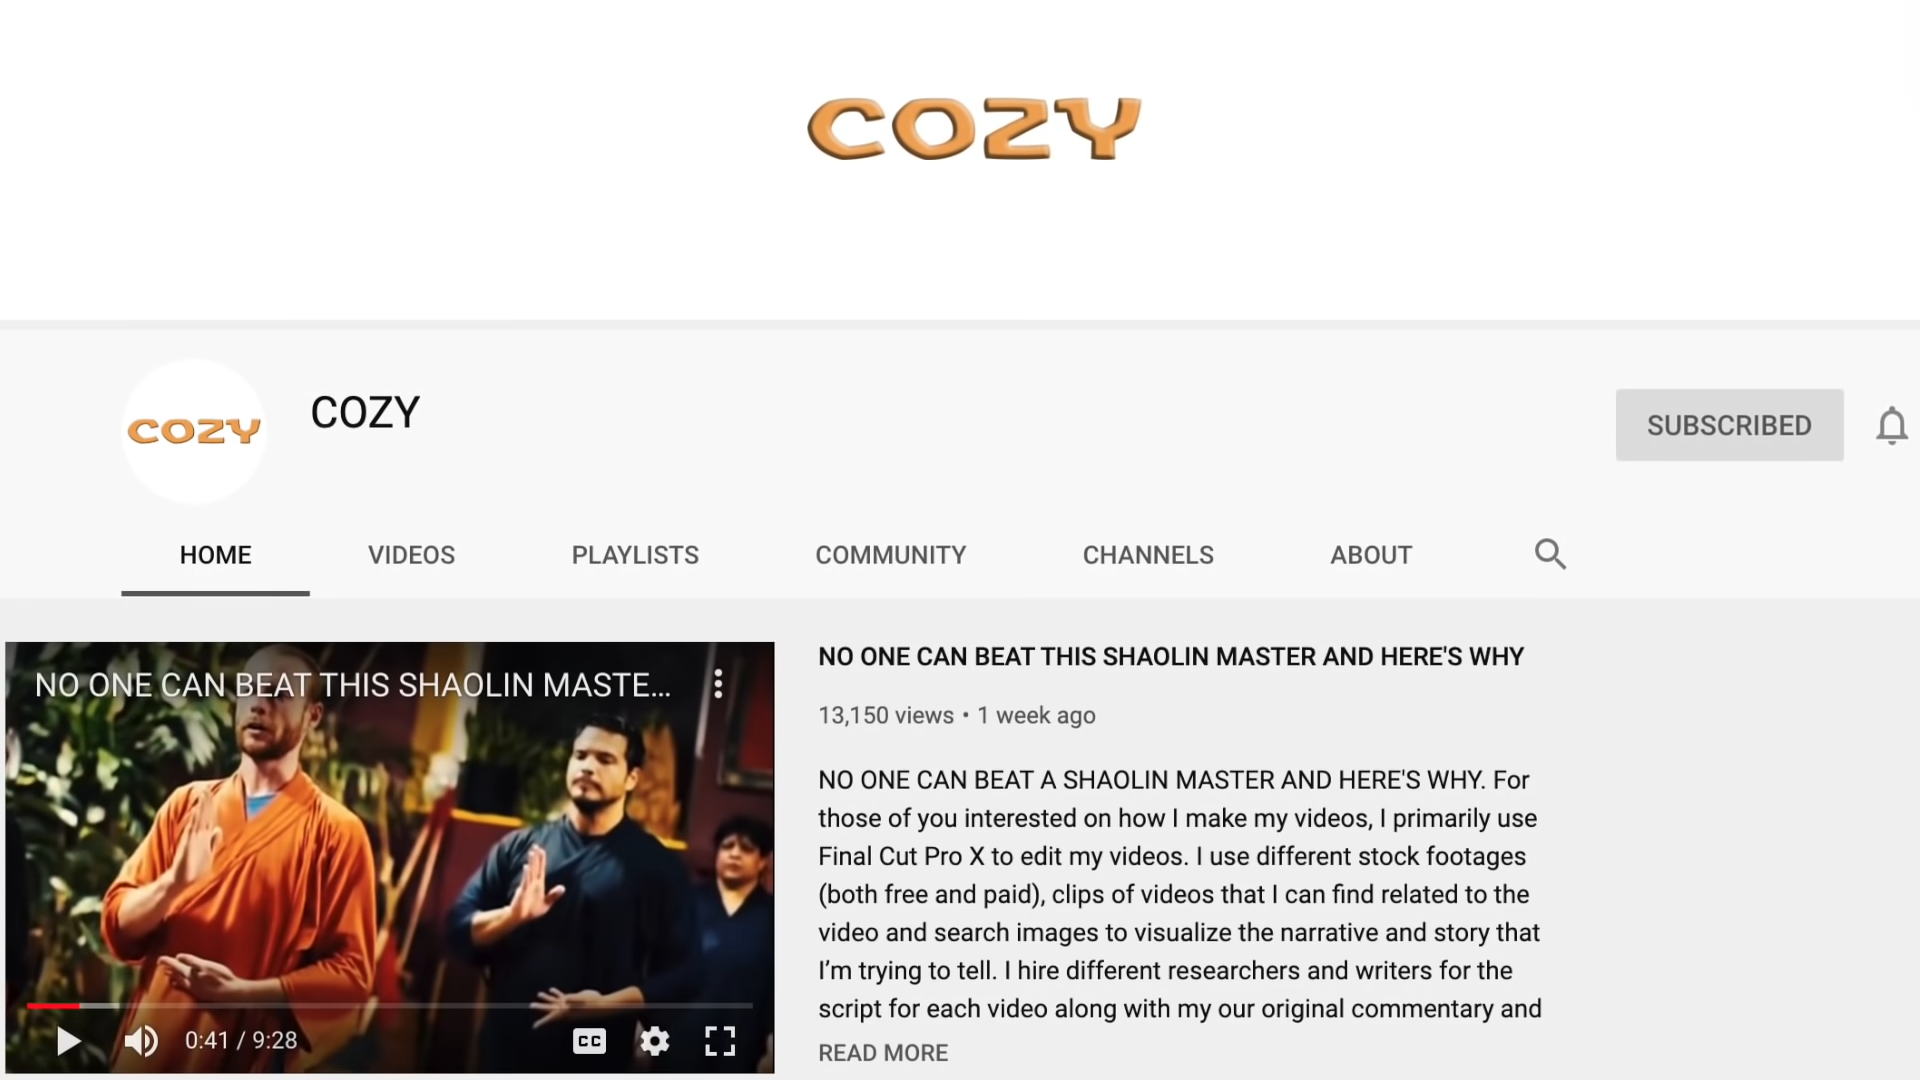 COZY
COZY
COZY
SUBSCRIBED
HOME
VIDEOS
PLAYLISTS
COMMUNITY
CHANNELS
ABOUT
NO ONE CAN BEAT THIS SHAOLIN MASTE...
0:41 / 9:28
CC
NO ONE CAN BEAT THIS SHAOLIN MASTER AND HERE'S WHY
13,150 views • 1 week ago
NO ONE CAN BEAT A SHAOLIN MASTER AND HERE'S WHY. For
those of you interested on how I make my videos, I primarily use
Final Cut Pro X to edit my videos. I use different stock footages
(both free and paid), clips of videos that I can find related to the
video and search images to visualize the narrative and story that
I’m trying to tell. I hire different researchers and writers for the
script for each video along with my our original commentary and
READ MORE